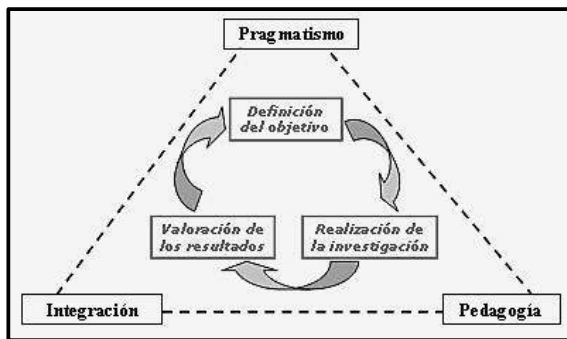 Pragmatismo
Definición
del objetivo
Valoración de
los resultados
Realización de
la investigación
Integración
Pedagogía